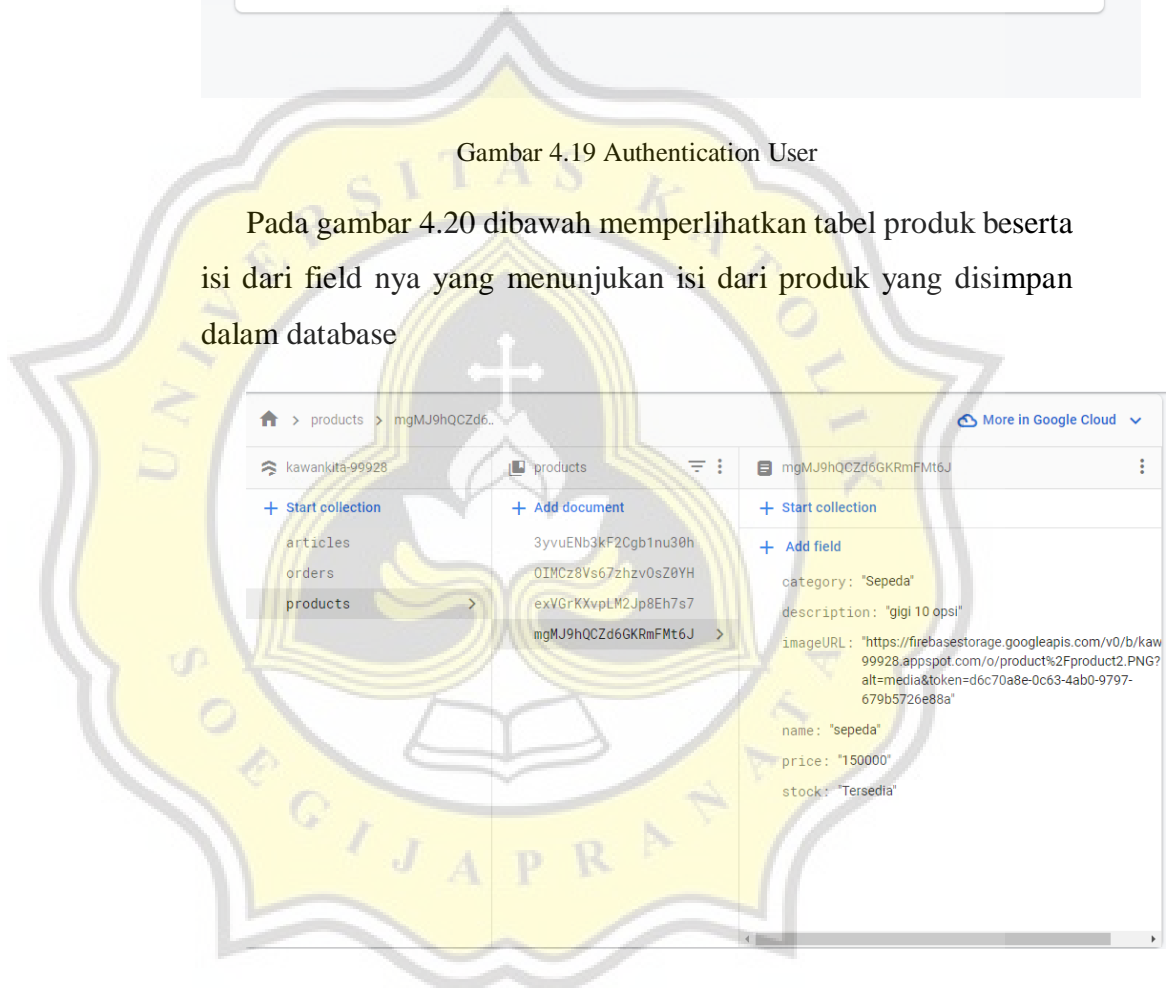 Gambar 4.19 Authentication User
Pada gambar 4.20 dibawah memperlihatkan tabel produk beserta
isi dari field nya yang menunjukan isi dari produk yang disimpan
dalam database
> products > mgMJ9hQCZd6..
More in Google Cloud
kawankita-99928
products
mgMJ9hQCZd6GKRmFMt6J
+ Start collection
+ Add document
+ Start collection
articles
orders
products
3yvuENb3kF2Cgb1nu30h
OIMCz8Vs67zhzvOsZ0YH
exVGrKXvpLM2Jp8Eh7s7
mgMJ9hQCZd6GKRmFMt6J
+ Add field
category: "Sepeda"
description: "gigi 10 opsi"
imageURL: "https://firebasestorage.googleapis.com/v0/b/kaw
99928.appspot.com/o/product%2Fproduct2.PNG?
alt=media&token=d6c70a8e-0c63-4ab0-9797-
679b5726e88a"
name: "sepeda"
price: "150000"
stock: "Tersedia"
UNIVERSITAS KATOLIK
SOEGIJAPRANATA